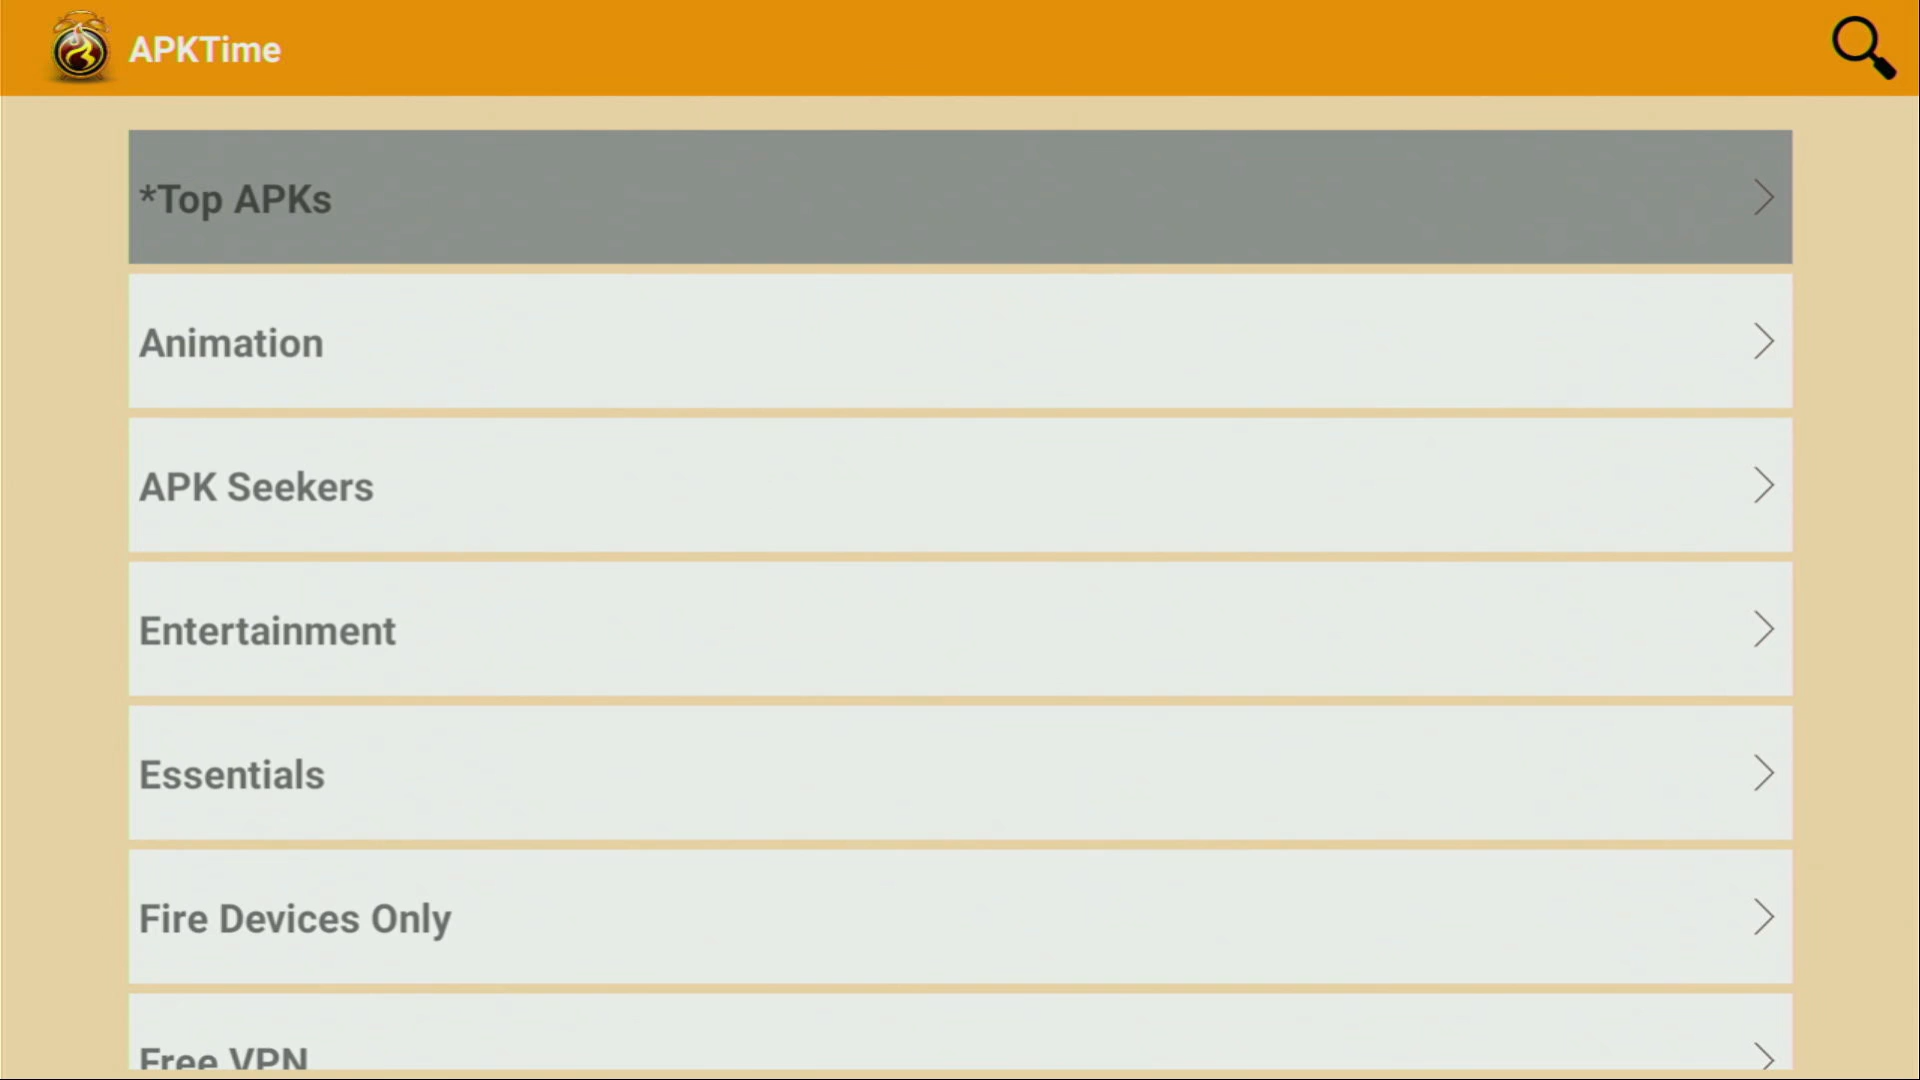 APKTime
*Top APKs
Animation
APK Seekers
Entertainment
Essentials
Fire Devices Only
Free VPN